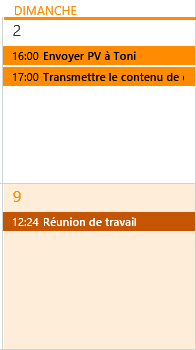 DIMANCHE
2
16:00 Envoyer PV à Toni
17:00 Transmettre le contenu de
9
12:24 Réunion de travail